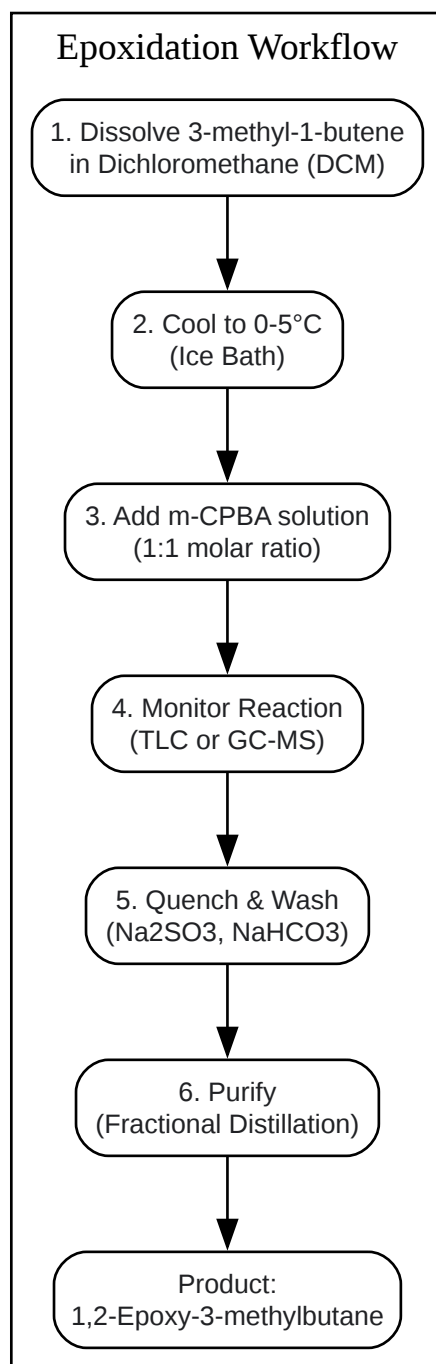 Epoxidation Workflow
1. Dissolve 3-methyl-1-butene
in Dichloromethane (DCM)
2. Cool to 0-5°C
(Ice Bath)
3. Add m-CPBA solution
(1:1 molar ratio)
4. Monitor Reaction
(TLC or GC-MS)
5. Quench & Wash
(Na2SO3, NaHCO3)
6. Purify
(Fractional Distillation)
Product:
1,2-Epoxy-3-methylbutane